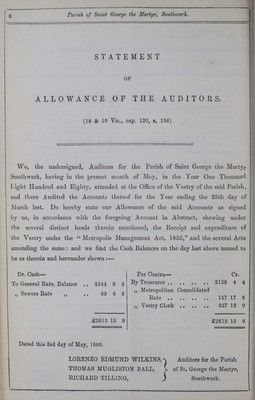 8 Parish of Saint George the Martyr, Southwark.
STATEMENT
OF
ALLOWANCE OF THE AUDITORS.
(18 & 19 Vic., cap. 120, s. 198)
We, the undersigned, Auditors for the Parish of Saint George the Martyr,
Southwark, having in the present month of May, in the Year One Thousand
Eight Hundred and Eighty, attended at the Office of the Vestry of the said Parish,
and there Audited the Accounts thereof for the Year ending the 25th day of
March last. Do hereby state our Allowance of the said Accounts as signed
by us, in accordance with the foregoing Account in Abstract, shewing under
the several distinct heads therein mentioned, the Receipt and expenditure of
the Vestry under the "Metropolis Management Act, 1855," and the several Acts
amending the same: and we find the Cash Balances on the day last above named to
be as therein and hereunder shown:—
Dr. Cash— Per Contra— Cr.
To General Rate, Balance .. 2544 9 3 By Treasurer .. .. .. .. 2128 4 4
„ Sewers Rate „ .. 69 6 6 „ Metropolitan Consolidated
Rate .. .. .. .. 157 17 8
„ Vestry Clerk .. .. .. 327 13 9
£2613 15 9 £2613 15 9
Dated this 3rd day of May, 1880.
LORENZO EDMUND WILKINS, Auditors for the Parish
THOMAS MUGLISTON BALL, of St. George the Martyr,
RICHARD TILLING, Southwark.